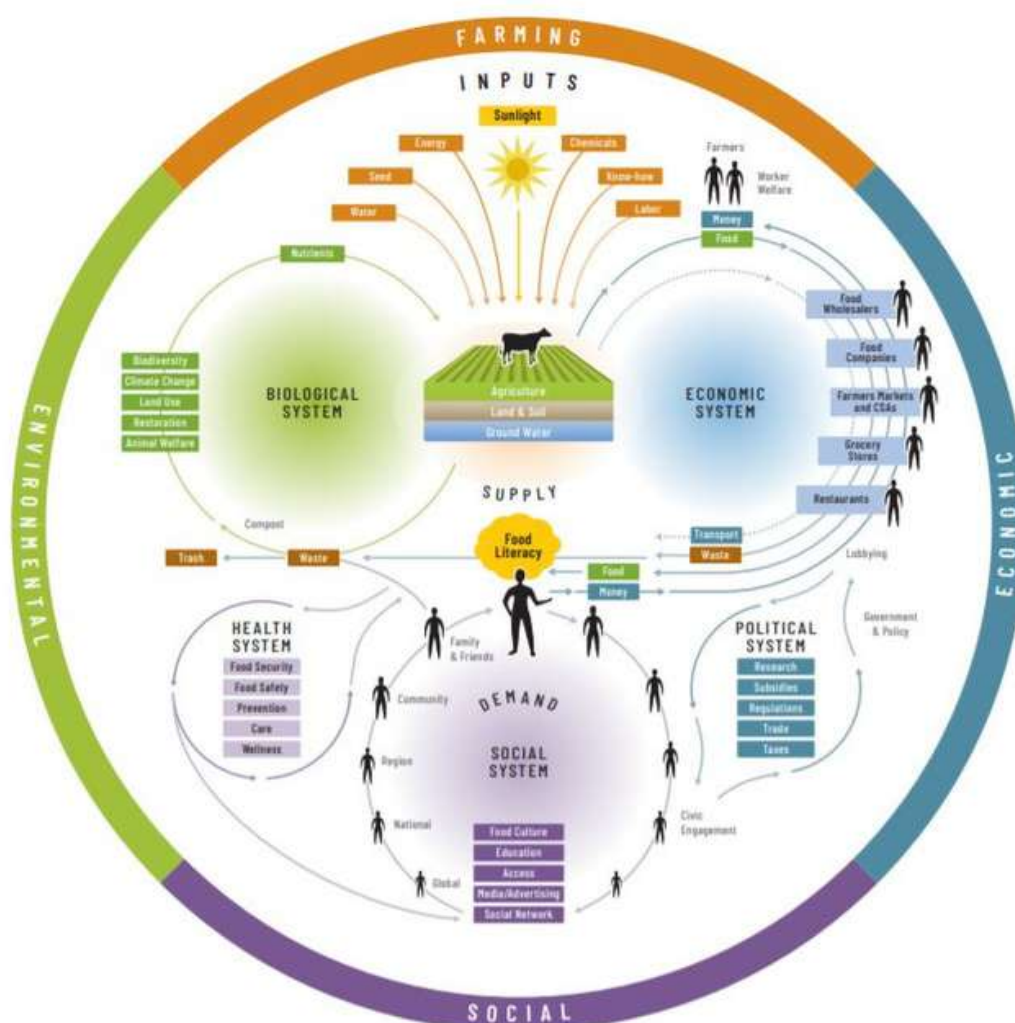 FARMING
INPUTS
Sunlight
Energy
Chemicals
Seed
Know-how
Water
Labor
Farmers
Worker
Welfare
Money
Food
Nutrients
Food
Wholesalers
Food
Companies
Farmers Markets
and CSAs
Grocery
Stores
Restaurants
Biodiversity
Climate Change
Land Use
Restoration
Animal Welfare
BIOLOGICAL
SYSTEM
Agriculture
Land & Soil
Ground Water
ECONOMIC
SYSTEM
ENVIRONMENTAL
ECONOMIC
SUPPLY
Compost
Trash
Waste
Food
Literacy
Transport
Waste
Food
Money
Lobbying
Government
& Policy
HEALTH
SYSTEM
Food Security
Food Safety
Prevention
Care
Wellness
Family
& Friends
Community
Region
National
Global
DEMAND
SOCIAL
SYSTEM
Food Culture
Education
Access
Media/Advertising
Social Network
POLITICAL
SYSTEM
Research
Subsidies
Regulations
Trade
Taxes
Civic
Engagement
SOCIAL